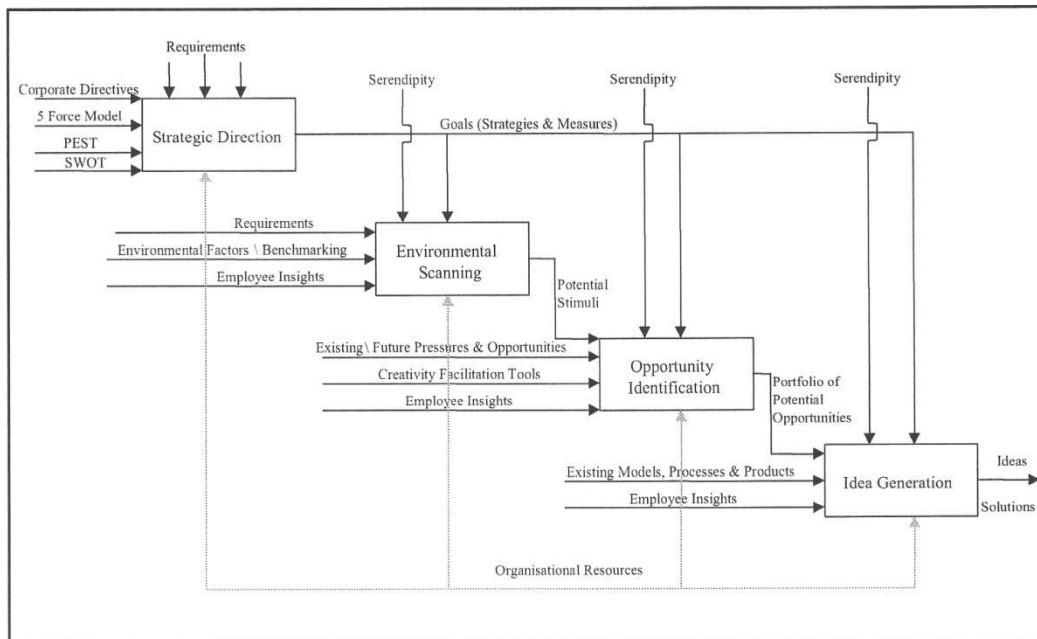 Requirements
Serendipity
Serendipity
Serendipity
Corporate Directives
5 Force Model
PEST
SWOT
Strategic Direction
Goals (Strategies & Measures)
Requirements
Environmental Factors \ Benchmarking
Employee Insights
Environmental
Scanning
Potential
Stimuli
Existing\ Future Pressures & Opportunities
Creativity Facilitation Tools
Employee Insights
Opportunity
Identification
Portfolio of
Potential
Opportunities
Existing Models, Processes & Products
Employee Insights
Idea Generation
Ideas
Solutions
Organisational Resources